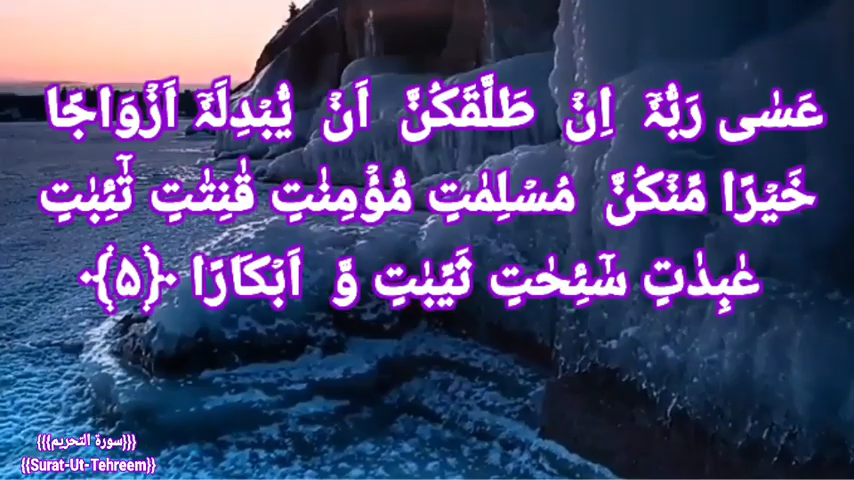 عَسٰی رَبُّہٗۤ اِنۡ طَلَّقَکُنَّ اَنۡ یُّبۡدِلَہٗۤ اَزۡوَاجًا
خَیۡرًا مِّنۡکُنَّ مُسۡلِمٰتٍ مُّؤۡمِنٰتٍ قٰنِتٰتٍ تٰٓئِبٰتٍ
عٰبِدٰتٍ سٰٓئِحٰتٍ ثَیِّبٰتٍ وَّ اَبۡکَارًا ﴿۵﴾
{{{سورة التحريم}}}
{{Surat-Ut-Tehreem}}